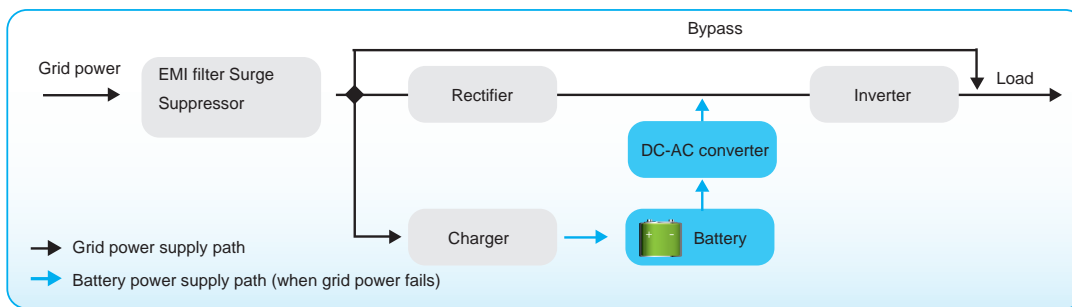 Bypass
Grid power
EMI filter Surge
Suppressor
Rectifier
Inverter
Load
DC-AC converter
Charger
+ -
Battery
Grid power supply path
Battery power supply path (when grid power fails)